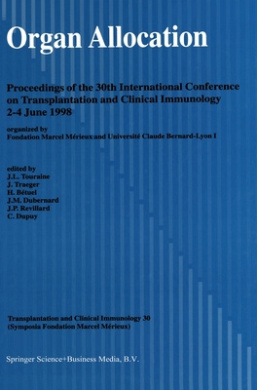 Organ Allocation
Proceedings of the 30th International Conference
on Transplantation and Clinical Immunology
2-4 June 1998
organized by
Fondation Marcel Mérieux and Université Claude Bernard-Lyon I
edited by
J.L. Touraine
J. Traeger
H. Bétuel
J.M. Dubernard
J.P. Revillard
C. Dupuy
Transplantation and Clinical Immunology 30
(Symposia Fondation Marcel Mérieux)
Springer Science+Business Media, B.V.